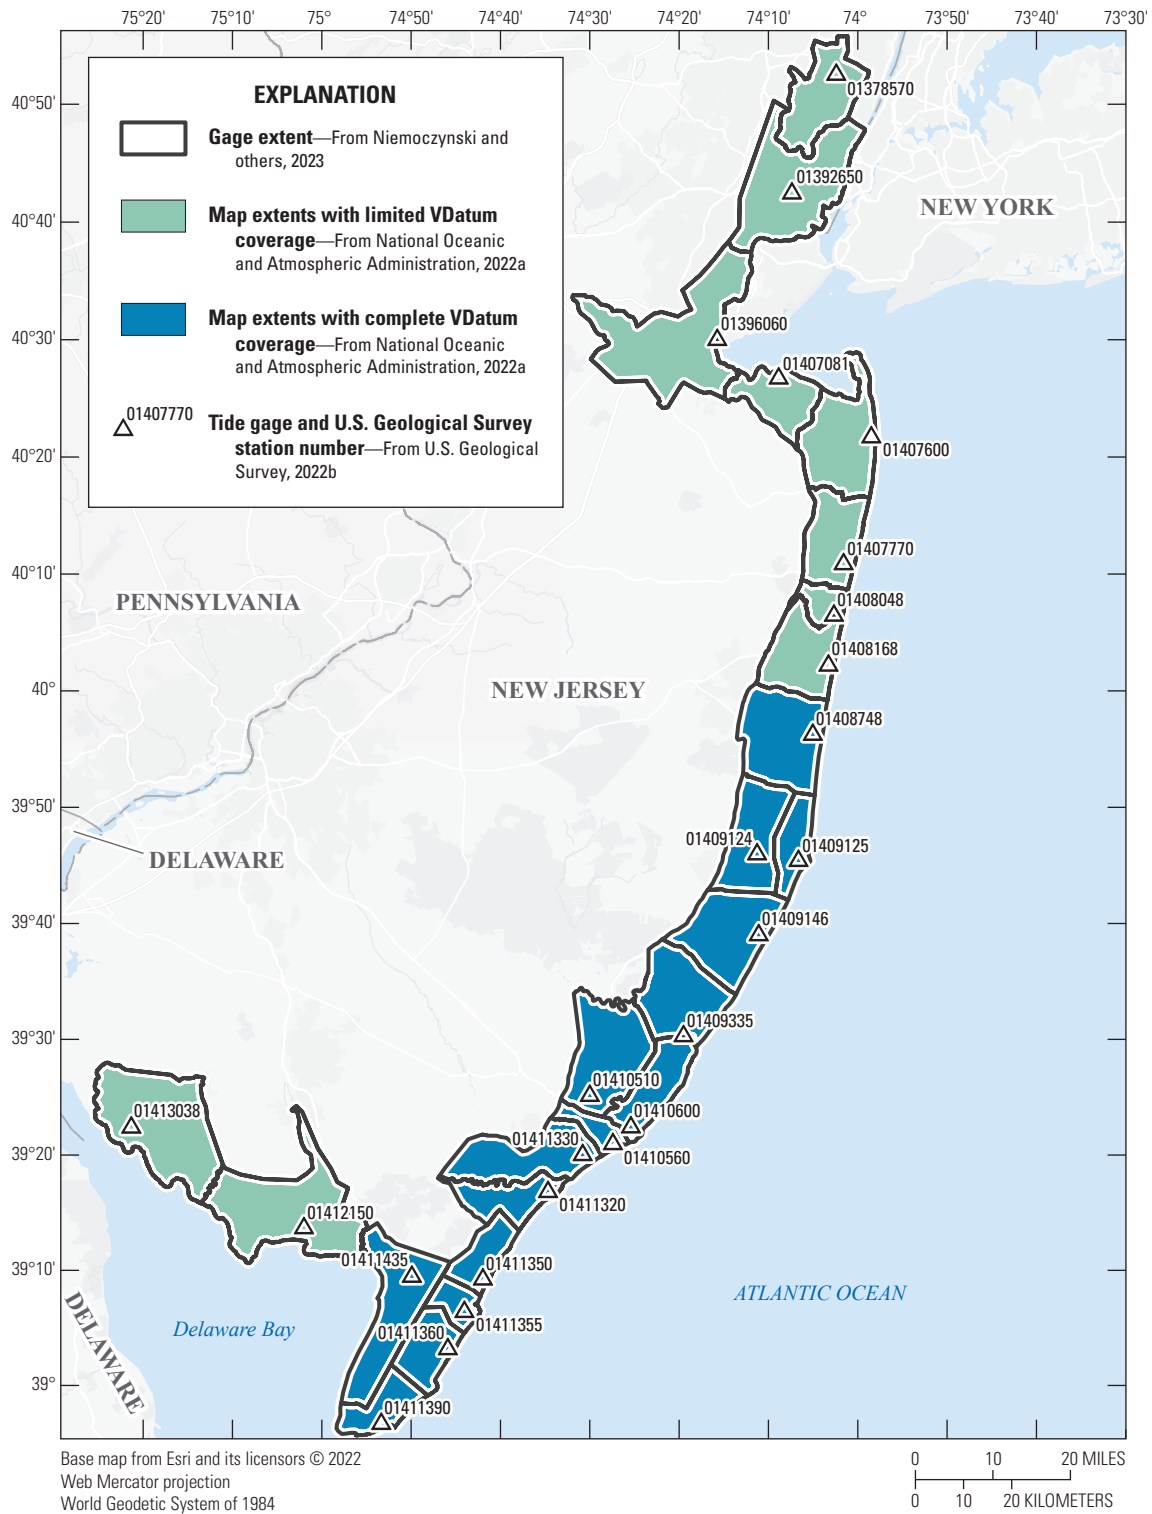 75°20' 75°10' 75° 74°50' 74°40' 74°30' 74°20' 74°10' 74° 73°50' 73°40' 73°30'
40°50'
40°40'
40°30'
40°20'
40°10'
40°
39°50'
39°40'
39°30'
39°20'
39°10'
39°
EXPLANATION
Gage extent—From Niemoczynski and
others, 2023
Map extents with limited VDatum
coverage—From National Oceanic
and Atmospheric Administration, 2022a
Map extents with complete VDatum
coverage—From National Oceanic
and Atmospheric Administration, 2022a
01407770
Tide gage and U.S. Geological Survey
station number—From U.S. Geological
Survey, 2022b
01378570
01392650
NEW YORK
01396060
01407081
01407600
01407770
PENNSYLVANIA
01408048
01408168
NEW JERSEY
01408748
01409124
01409125
DELAWARE
01409146
01409335
01410510
01410600
01413038
01411330
01410560
01411320
01412150
01411435
01411350
ATLANTIC OCEAN
01411355
Delaware Bay
01411360
DELAWARE
01411390
Base map from Esri and its licensors © 2022
Web Mercator projection
World Geodetic System of 1984
0 10 20 MILES
0 10 20 KILOMETERS